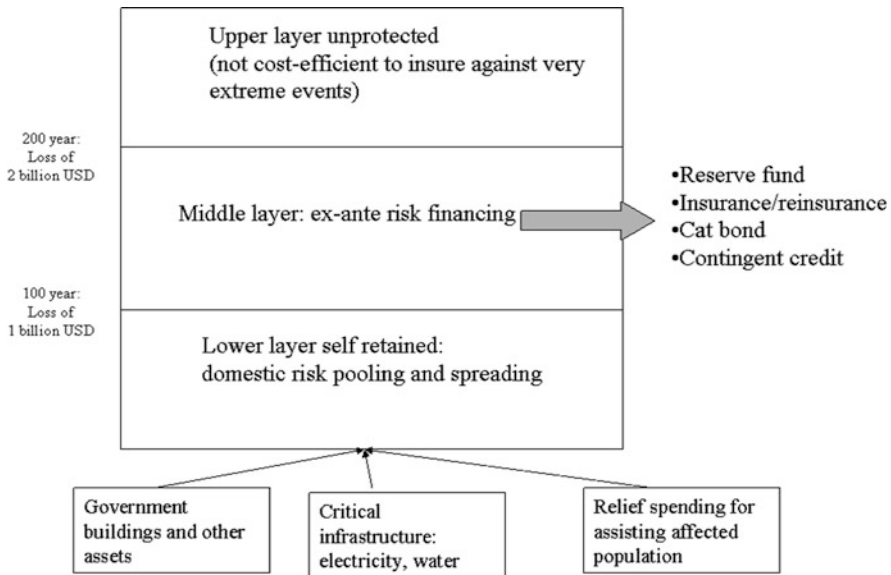 Upper layer unprotected
(not cost-efficient to insure against very
extreme events)
200 year:
Loss of
2 billion USD
Middle layer: ex-ante risk financing
•Reserve fund
•Insurance/reinsurance
•Cat bond
•Contingent credit
100 year:
Loss of
1 billion USD
Lower layer self retained:
domestic risk pooling and spreading
Government
buildings and other
assets
Critical
infrastructure:
electricity, water
Relief spending for
assisting affected
population